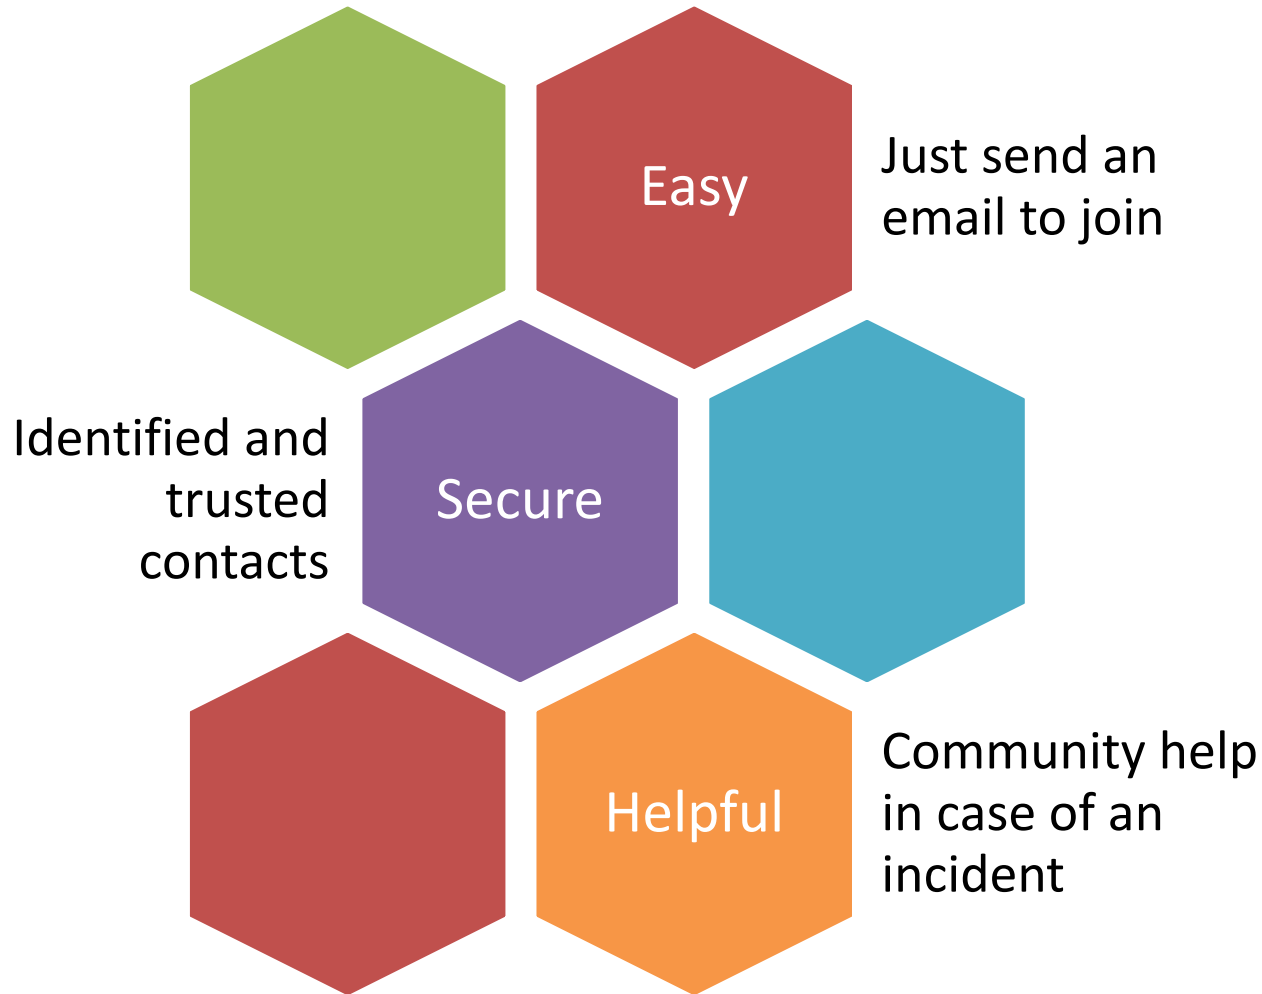 Easy
Just send an
email to join
Identified and
trusted
contacts
Secure
Helpful
Community help
in case of an
incident